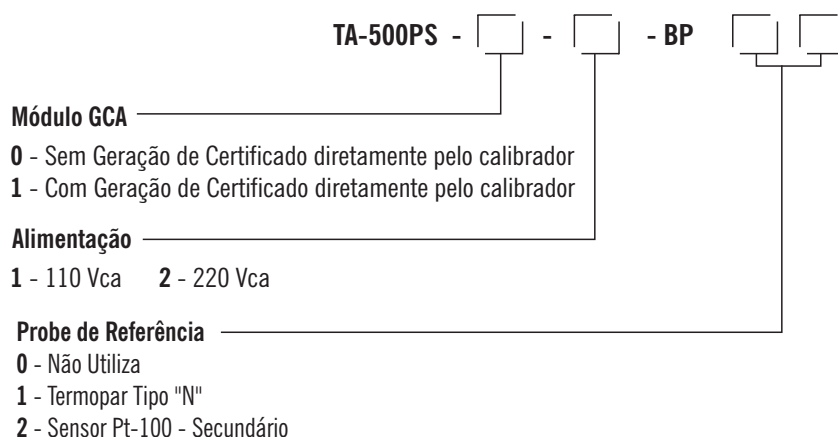 TA-500PS - - - BP
Módulo GCA
0 - Sem Geração de Certificado diretamente pelo calibrador
1 - Com Geração de Certificado diretamente pelo calibrador
Alimentação
1 - 110 Vca 2 - 220 Vca
Probe de Referência
0 - Não Utiliza
1 - Termopar Tipo "N"
2 - Sensor Pt-100 - Secundário